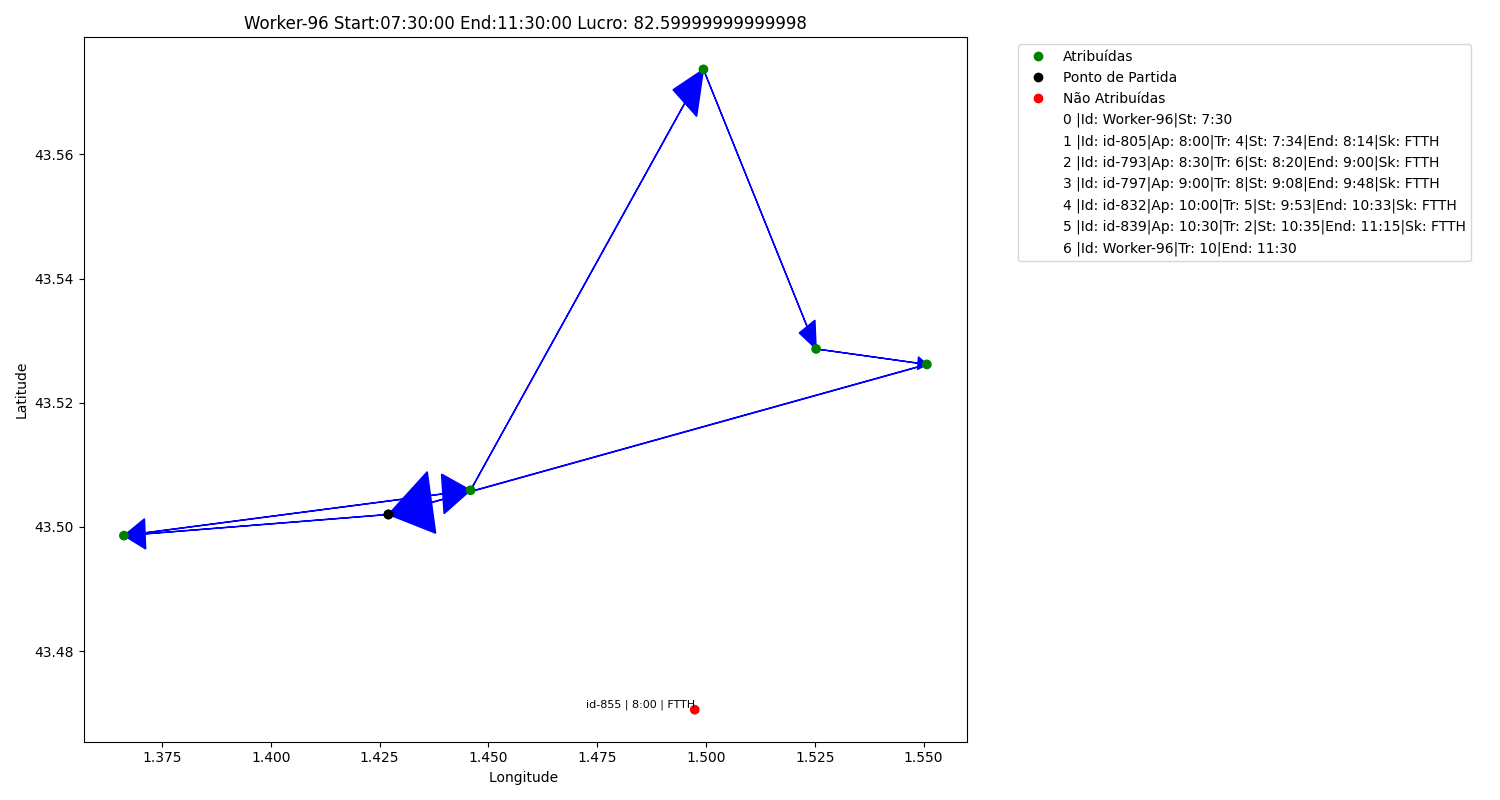 Worker-96 Start:07:30:00 End:11:30:00 Lucro: 82.59999999999998
Atribuídas
Ponto de Partida
Não Atribuídas
0 |Id: Worker-96|St: 7:30
1 |Id: id-805|Ap: 8:00|Tr: 4|St: 7:34|End: 8:14|Sk: FTTH
2 |Id: id-793|Ap: 8:30|Tr: 6|St: 8:20|End: 9:00|Sk: FTTH
3 |Id: id-797|Ap: 9:00|Tr: 8|St: 9:08|End: 9:48|Sk: FTTH
4 |Id: id-832|Ap: 10:00|Tr: 5|St: 9:53|End: 10:33|Sk: FTTH
5 |Id: id-839|Ap: 10:30|Tr: 2|St: 10:35|End: 11:15|Sk: FTTH
6 |Id: Worker-96|Tr: 10|End: 11:30
43.56
43.54
43.52
43.50
43.48
Latitude
id-855 | 8:00 | FTTH
1.375
1.400
1.425
1.450
1.475
1.500
1.525
1.550
Longitude